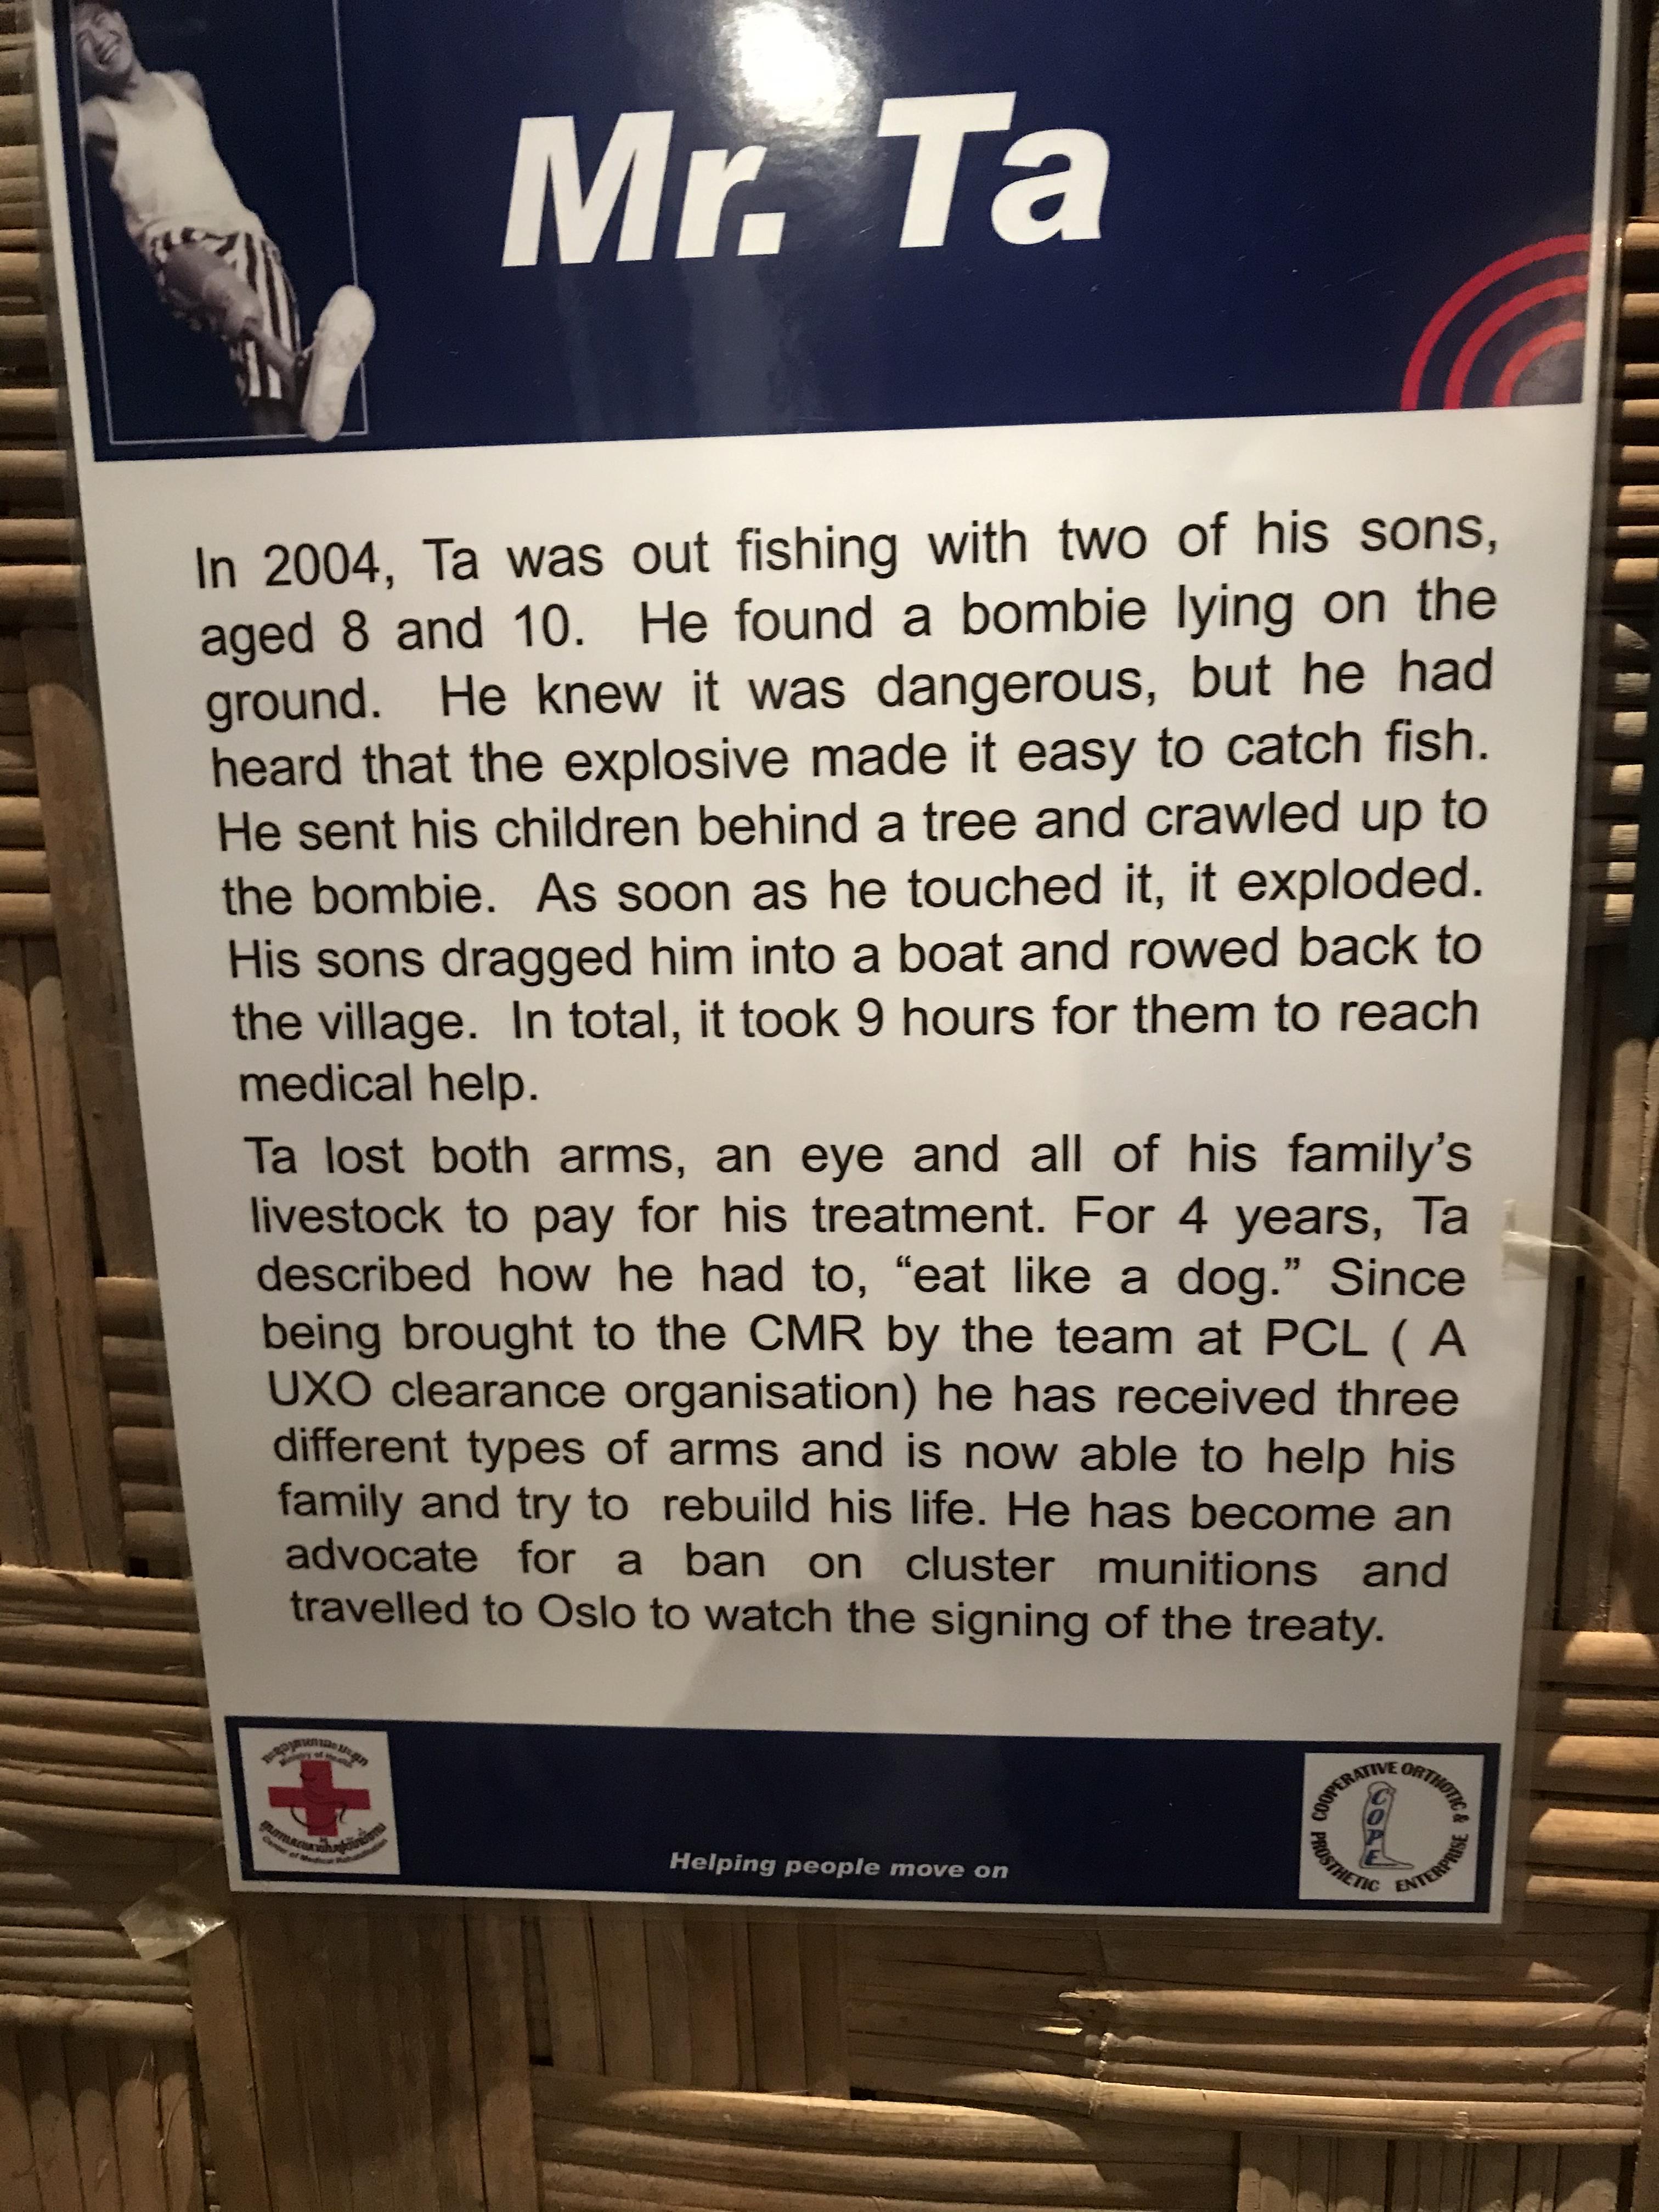 Mr. Ta
In 2004, Ta was out fishing with two of his sons,
aged 8 and 10. He found a bombie lying on the
ground. He knew it was dangerous, but he had
heard that the explosive made it easy to catch fish.
He sent his children behind a tree and crawled up to
the bombie. As soon as he touched it, it exploded.
His sons dragged him into a boat and rowed back to
the village. In total, it took 9 hours for them to reach
medical help.
Ta lost both arms, an eye and all of his family's
livestock to pay for his treatment. For 4 years, Ta
described how he had to, “eat like a dog.” Since
being brought to the CMR by the team at PCL ( A
UXO clearance organisation) he has received three
different types of arms and is now able to help his
family and try to rebuild his life. He has become an
advocate for a ban on cluster munitions and
travelled to Oslo to watch the signing of the treaty.
Ministry of Health
Center of Medical Rehabilitation
Helping people move on
COOPERATIVE ORTHOTIC &
PROSTHETIC ENTERPRISE
COPE